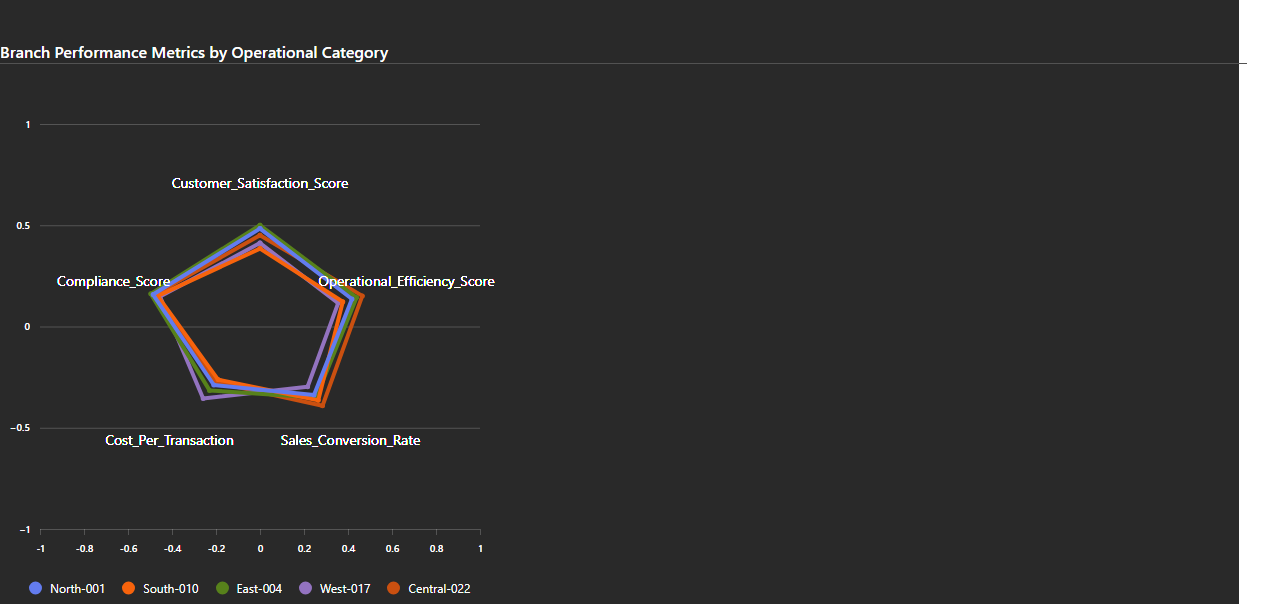 Branch Performance Metrics by Operational Category
1
Customer_Satisfaction_Score
0.5
Compliance_Score
Operational_Efficiency_Score
0
−0.5
Cost_Per_Transaction
Sales_Conversion_Rate
−1
-1 -0.8 -0.6 -0.4 -0.2 0 0.2 0.4 0.6 0.8 1
North-001 South-010 East-004 West-017 Central-022